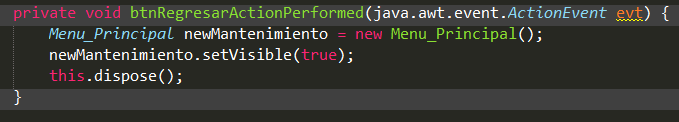 private void btnRegresarActionPerformed(java.awt.event.ActionEvent evt) {
Menu_Principal newMantenimiento = new Menu_Principal();
newMantenimiento.setVisible(true);
this.dispose();
}